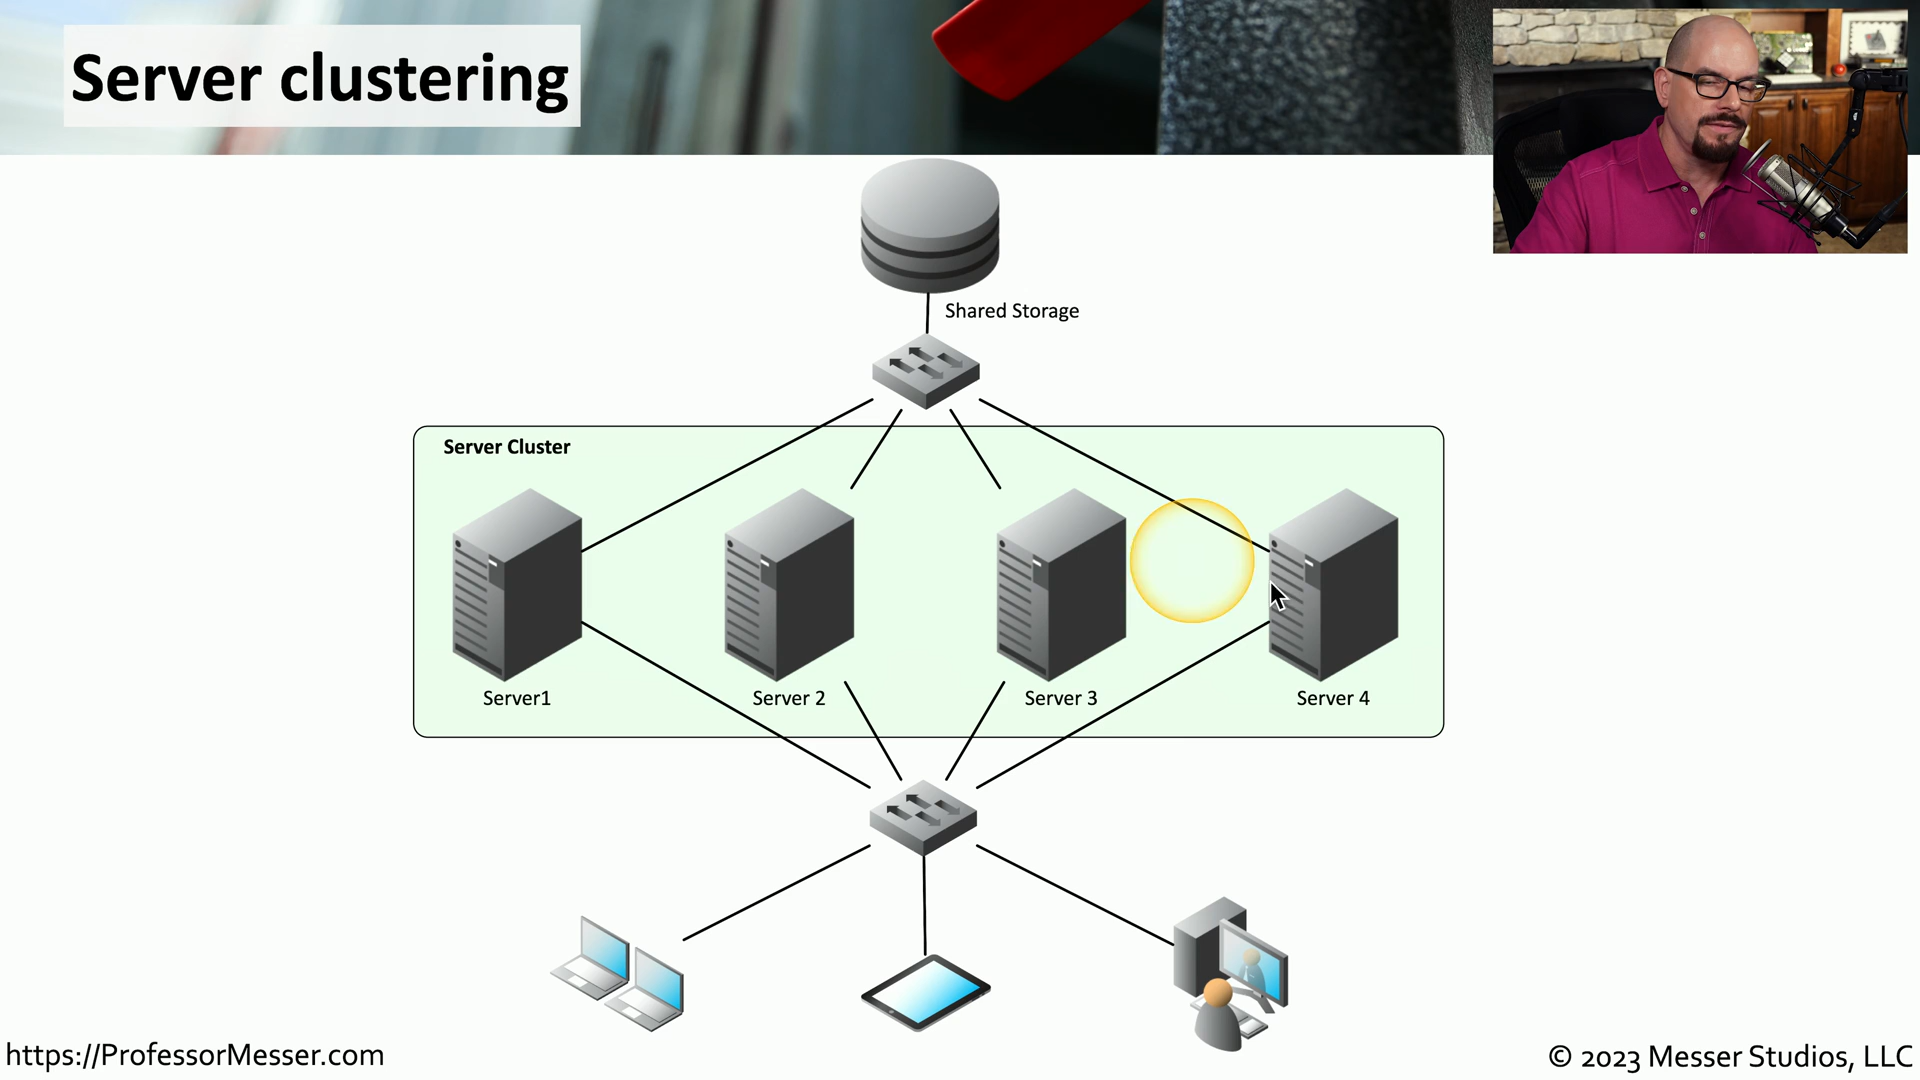 Server clustering
Shared Storage
Server Cluster
Server1
Server 2
Server 3
Server 4
https://ProfessorMesser.com
© 2023 Messer Studios, LLC